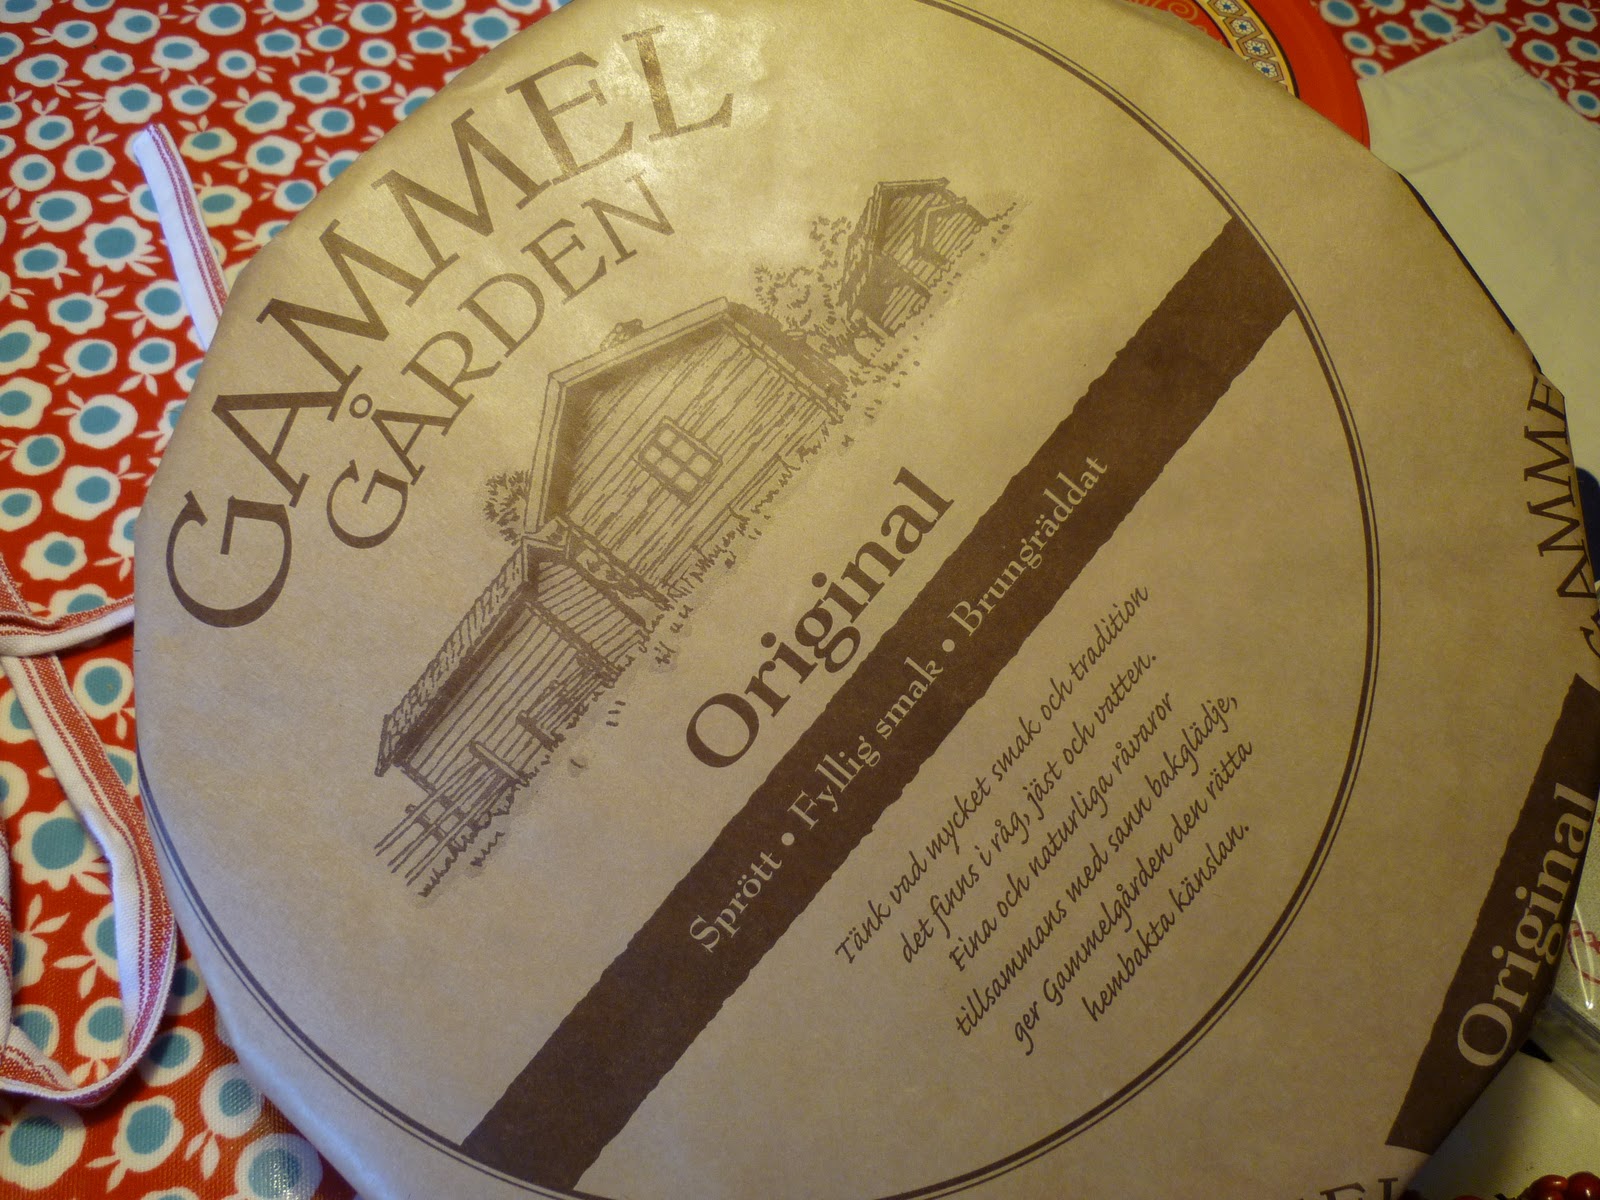 GAMMEL
GÅRDEN
Original
Sprött • Fyllig smak • Brungräddat
Tänk vad mycket smak och tradition
det finns i råg, jäst och vatten.
Fina och naturliga råvaror
tillsammans med sann bakglädje,
ger Gammelgården den rätta
hembakta känslan.
AMME
Original